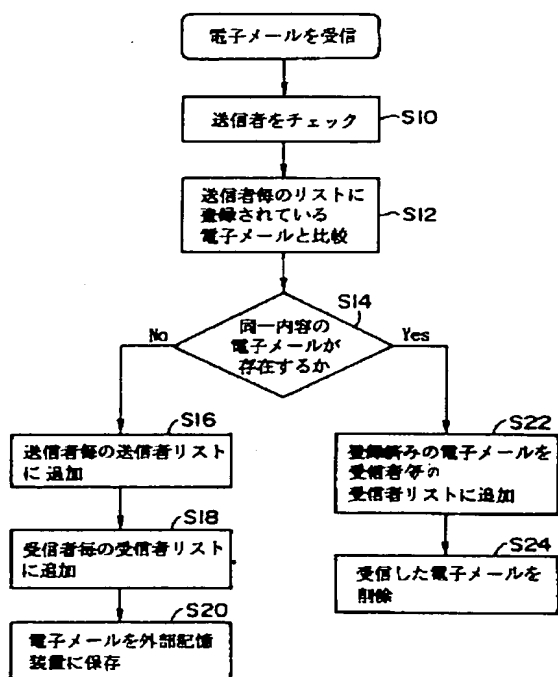 電子メールを受信
送信者をチェック
S10
送信者毎のリストに
登録されている
電子メールと比較
S12
S14
同一内容の
電子メールが
存在するか
No
Yes
S16
送信者毎の送信者リスト
に追加
S18
受信者毎の受信者リスト
に追加
S20
電子メールを外部記憶
装置に保存
S22
登録済みの電子メールを
受信者毎の
受信者リストに追加
S24
受信した電子メールを
削除